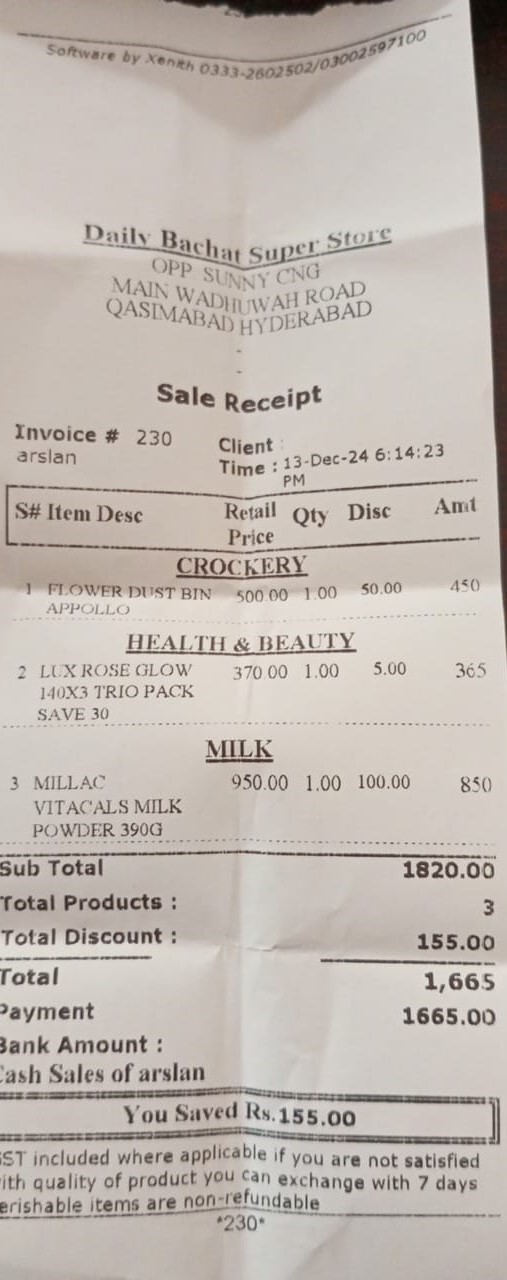 Software by Xenith 0333-2602502/03002597100
Daily Bachat Super Store
OPP SUNNY CNG
MAIN WADHUWAH ROAD
QASIMABAD HYDERABAD
-
-
Sale Receipt
Invoice # 230 Client :
arslan Time : 13-Dec-24 6:14:23
PM
S# Item Desc Retail Qty Disc Amt
Price
CROCKERY
1 FLOWER DUST BIN 500.00 1.00 50.00 450
APPOLLO
HEALTH & BEAUTY
2 LUX ROSE GLOW 370.00 1.00 5.00 365
140X3 TRIO PACK
SAVE 30
MILK
3 MILLAC 950.00 1.00 100.00 850
VITACALS MILK
POWDER 390G
Sub Total 1820.00
Total Products : 3
Total Discount : 155.00
Total 1,665
Payment 1665.00
Bank Amount :
Cash Sales of arslan
You Saved Rs.155.00
GST included where applicable if you are not satisfied
with quality of product you can exchange with 7 days
perishable items are non-refundable
*230*